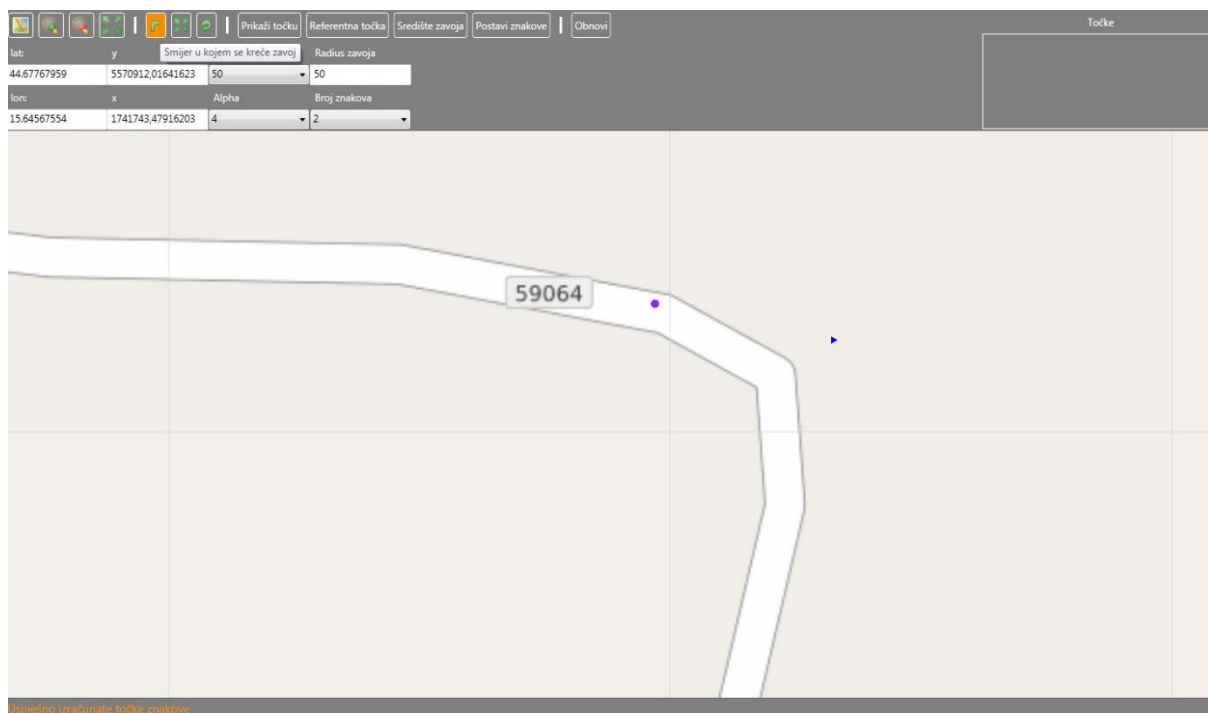 Prikaži točku Referentna točka Središte zavoja Postavi znakove Obnovi Točke
lat: y Smijer u kojem se kreće zavoj Radius zavoja
44.67767959 5570912,01641623 50 50
lon: x Alpha Broj znakova
15.64567554 1741743,47916203 4 2
59064
Uspješno izračunate točke znakove